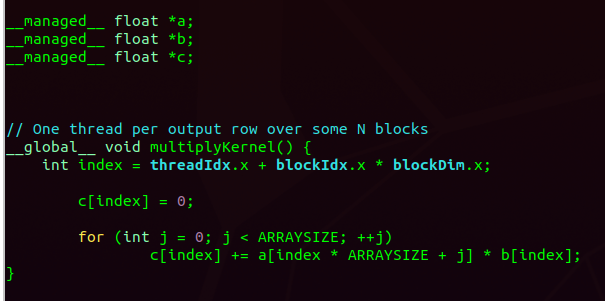 __managed__ float *a;
__managed__ float *b;
__managed__ float *c;
// One thread per output row over some N blocks
__global__ void multiplyKernel() {
    int index = threadIdx.x + blockIdx.x * blockDim.x;
        c[index] = 0;
        for (int j = 0; j < ARRAYSIZE; ++j)
                c[index] += a[index * ARRAYSIZE + j] * b[index];
}